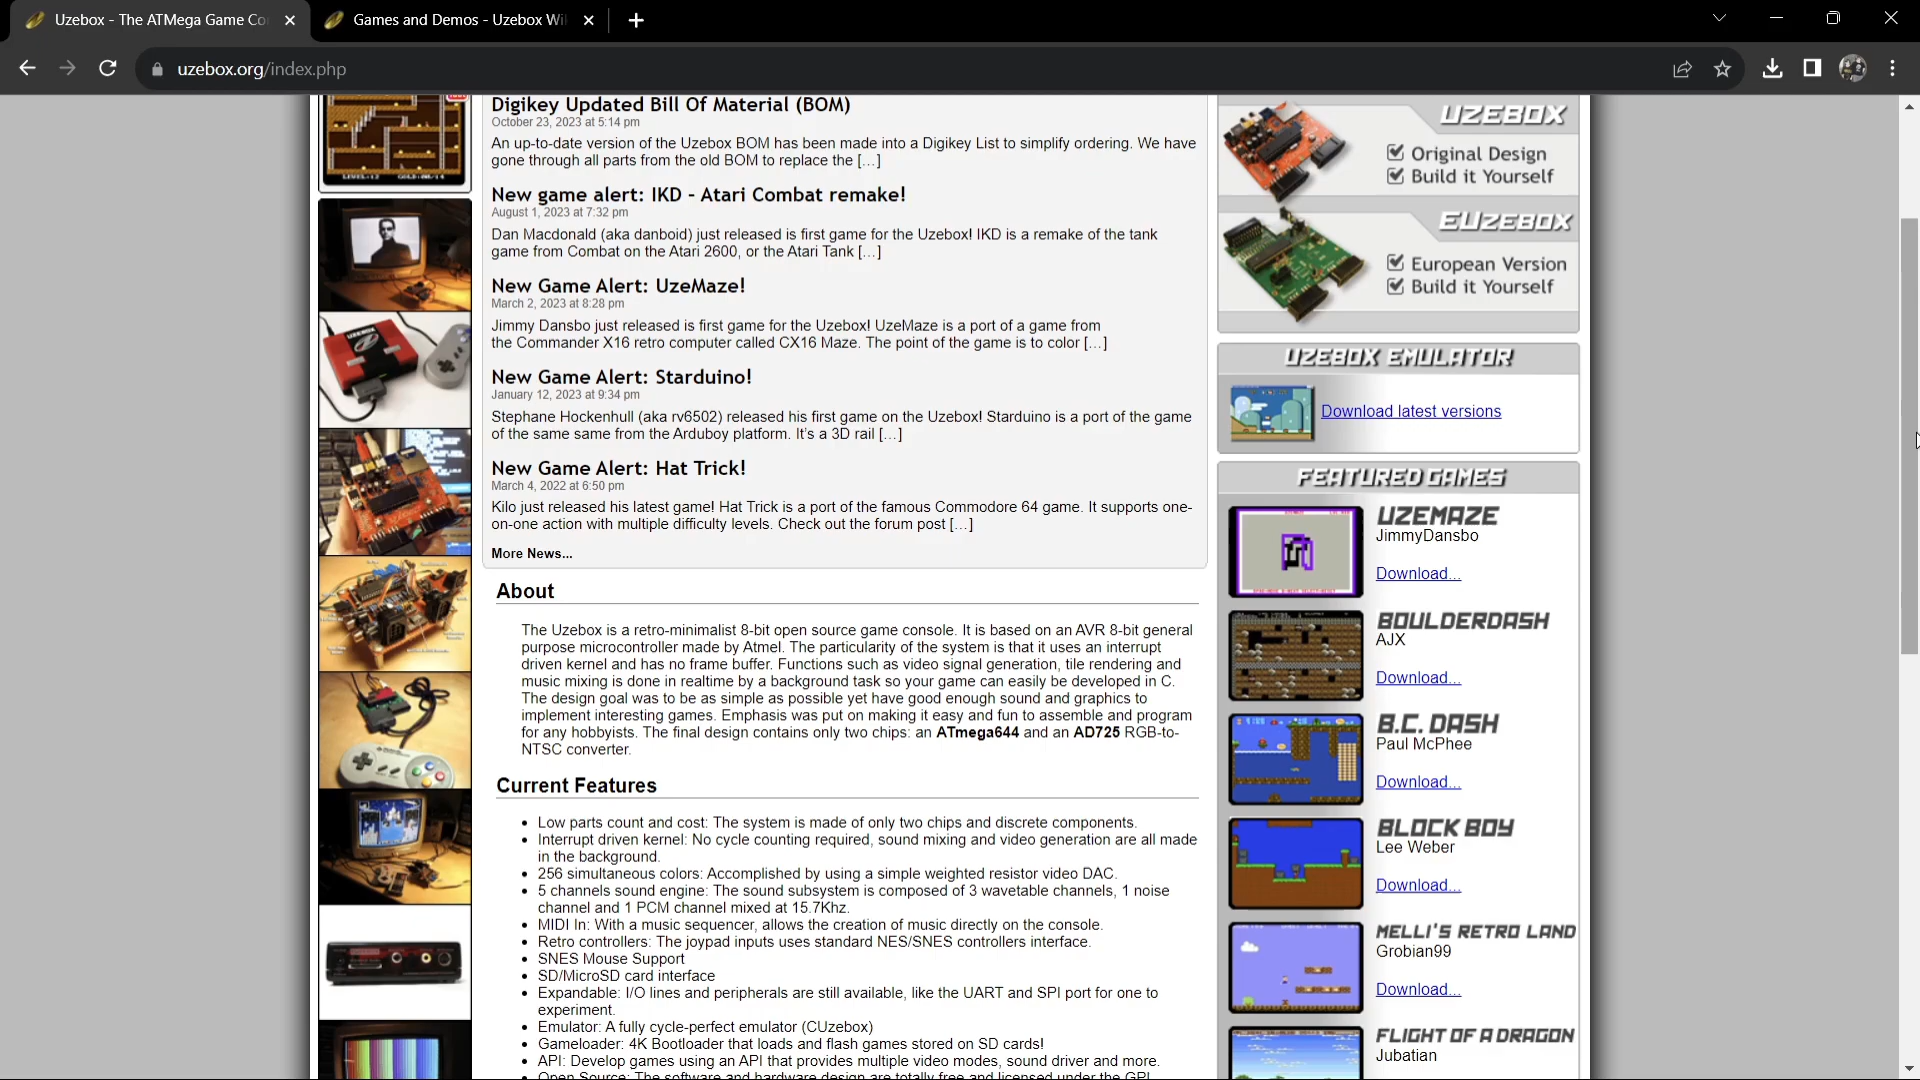 Uzebox - The ATMega Game Co
Games and Demos - Uzebox Wi
uzebox.org/index.php
LEVEL:12 GOLD:00/14
Digikey Updated Bill Of Material (BOM)
October 23, 2023 at 5:14 pm
An up-to-date version of the Uzebox BOM has been made into a Digikey List to simplify ordering. We have
gone through all parts from the old BOM to replace the [...]
New game alert: IKD - Atari Combat remake!
August 1, 2023 at 7:32 pm
Dan Macdonald (aka danboid) just released is first game for the Uzebox! IKD is a remake of the tank
game from Combat on the Atari 2600, or the Atari Tank [...]
New Game Alert: UzeMaze!
March 2, 2023 at 8:28 pm
Jimmy Dansbo just released is first game for the Uzebox! UzeMaze is a port of a game from
the Commander X16 retro computer called CX16 Maze. The point of the game is to color [...]
New Game Alert: Starduino!
January 12, 2023 at 9:34 pm
Stephane Hockenhull (aka rv6502) released his first game on the Uzebox! Starduino is a port of the game
of the same same from the Arduboy platform. It's a 3D rail [...]
New Game Alert: Hat Trick!
March 4, 2022 at 6:50 pm
Kilo just released his latest game! Hat Trick is a port of the famous Commodore 64 game. It supports one-
on-one action with multiple difficulty levels. Check out the forum post [...]
More News...
About
The Uzebox is a retro-minimalist 8-bit open source game console. It is based on an AVR 8-bit general
purpose microcontroller made by Atmel. The particularity of the system is that it uses an interrupt
driven kernel and has no frame buffer. Functions such as video signal generation, tile rendering and
music mixing is done in realtime by a background task so your game can easily be developed in C.
The design goal was to be as simple as possible yet have good enough sound and graphics to
implement interesting games. Emphasis was put on making it easy and fun to assemble and program
for any hobbyists. The final design contains only two chips: an ATmega644 and an AD725 RGB-to-
NTSC converter.
Current Features
• Low parts count and cost: The system is made of only two chips and discrete components.
• Interrupt driven kernel: No cycle counting required, sound mixing and video generation are all made
in the background.
• 256 simultaneous colors: Accomplished by using a simple weighted resistor video DAC.
• 5 channels sound engine: The sound subsystem is composed of 3 wavetable channels, 1 noise
channel and 1 PCM channel mixed at 15.7Khz.
• MIDI In: With a music sequencer, allows the creation of music directly on the console.
• Retro controllers: The joypad inputs uses standard NES/SNES controllers interface.
• SNES Mouse Support
• SD/MicroSD card interface
• Expandable: I/O lines and peripherals are still available, like the UART and SPI port for one to
experiment.
• Emulator: A fully cycle-perfect emulator (CUzebox)
• Gameloader: 4K Bootloader that loads and flash games stored on SD cards!
• API: Develop games using an API that provides multiple video modes, sound driver and more.
• Open Source: The software and hardware design are totally free and licensed under the GPL
UZEBOX
Original Design
Build it Yourself
EUZEBOX
European Version
Build it Yourself
UZEBOX EMULATOR
Download latest versions
FEATURED GAMES
UZEMAZE
JimmyDansbo
Download...
BOULDERDASH
AJX
Download...
B.C. DASH
Paul McPhee
Download...
BLOCK BOY
Lee Weber
Download...
MELLI'S RETRO LAND
Grobian99
Download...
FLIGHT OF A DRAGON
Jubatian